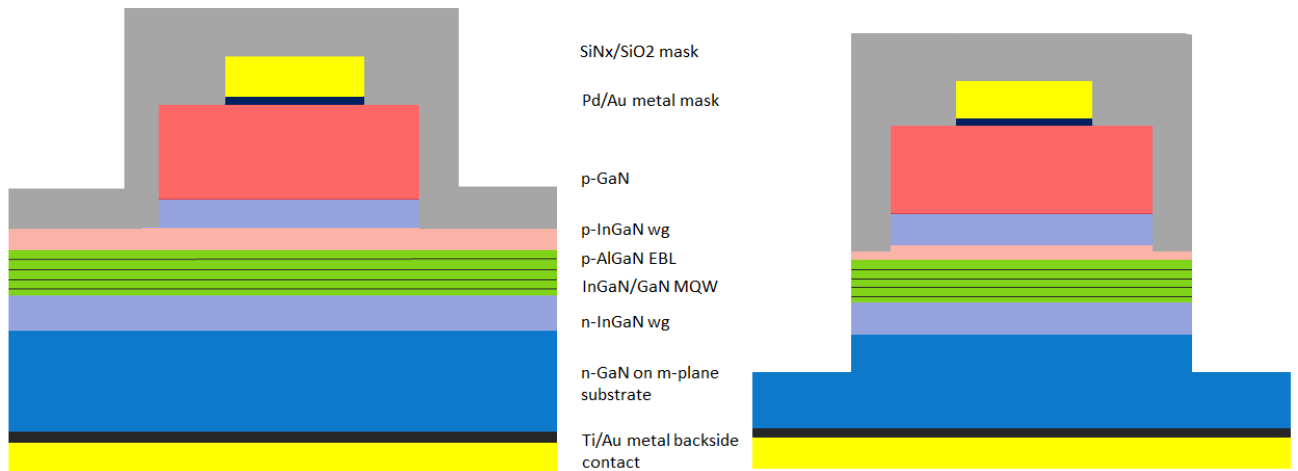 SiNx/SiO2 mask
Pd/Au metal mask
p-GaN
p-InGaN wg
p-AlGaN EBL
InGaN/GaN MQW
n-InGaN wg
n-GaN on m-plane
substrate
Ti/Au metal backside
contact